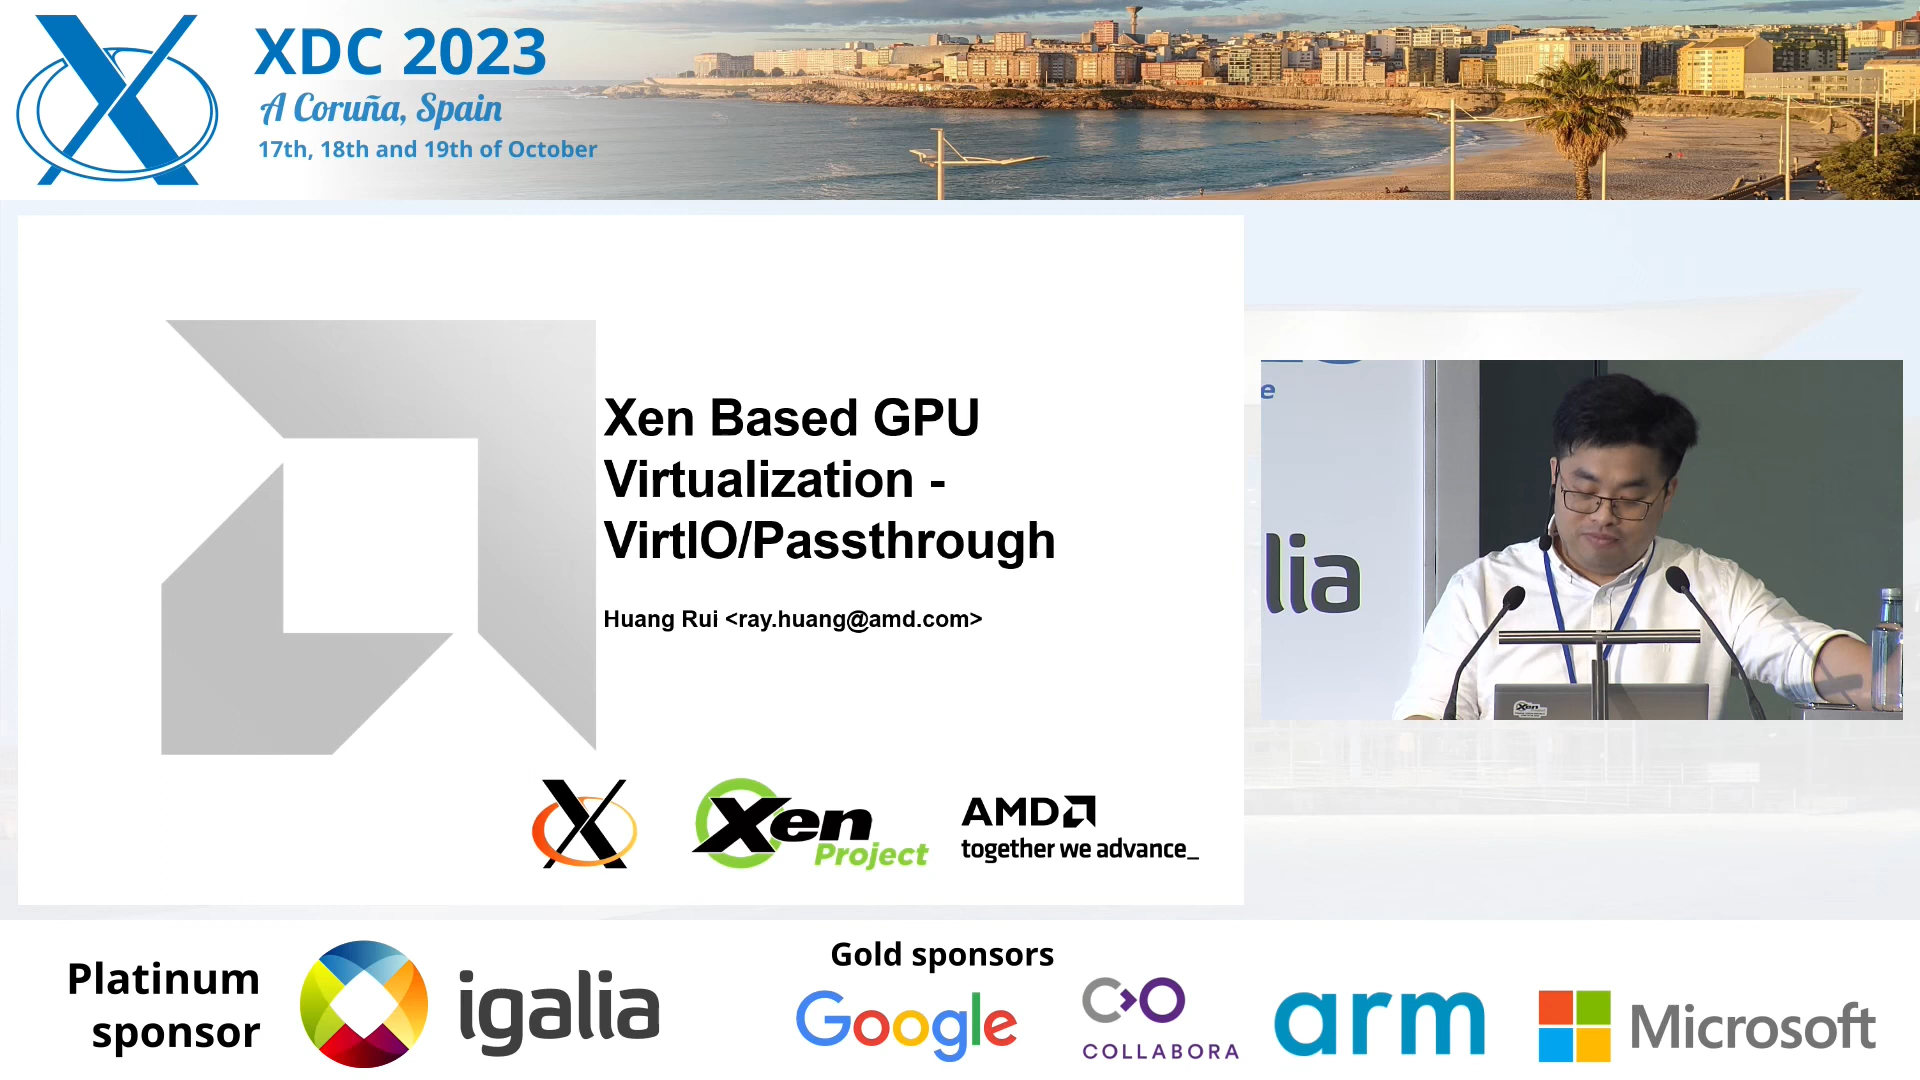 XDC 2023
A Coruña, Spain
17th, 18th and 19th of October
Xen Based GPU
Virtualization -
VirtIO/Passthrough
Huang Rui <ray.huang@amd.com>
Xen
Project
AMD
together we advance_
e
lia
Xen
Platinum
sponsor
igalia
Gold sponsors
Google
COLLABORA
arm
Microsoft